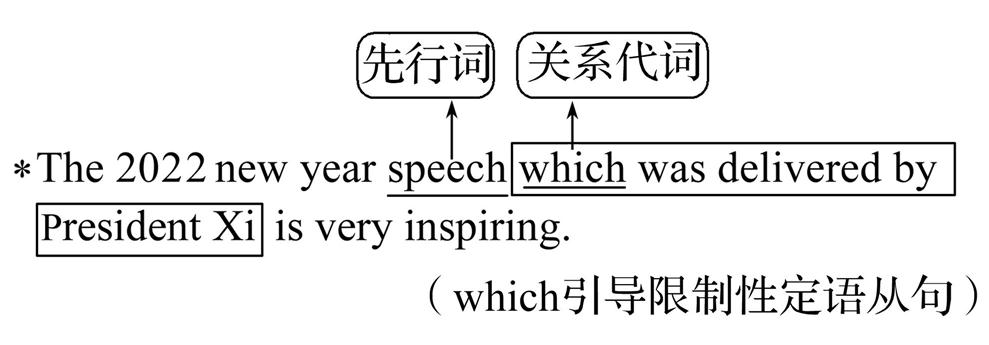 先行词 关系代词
*The 2022 new year speech which was delivered by
President Xi is very inspiring.
（which引导限制性定语从句）